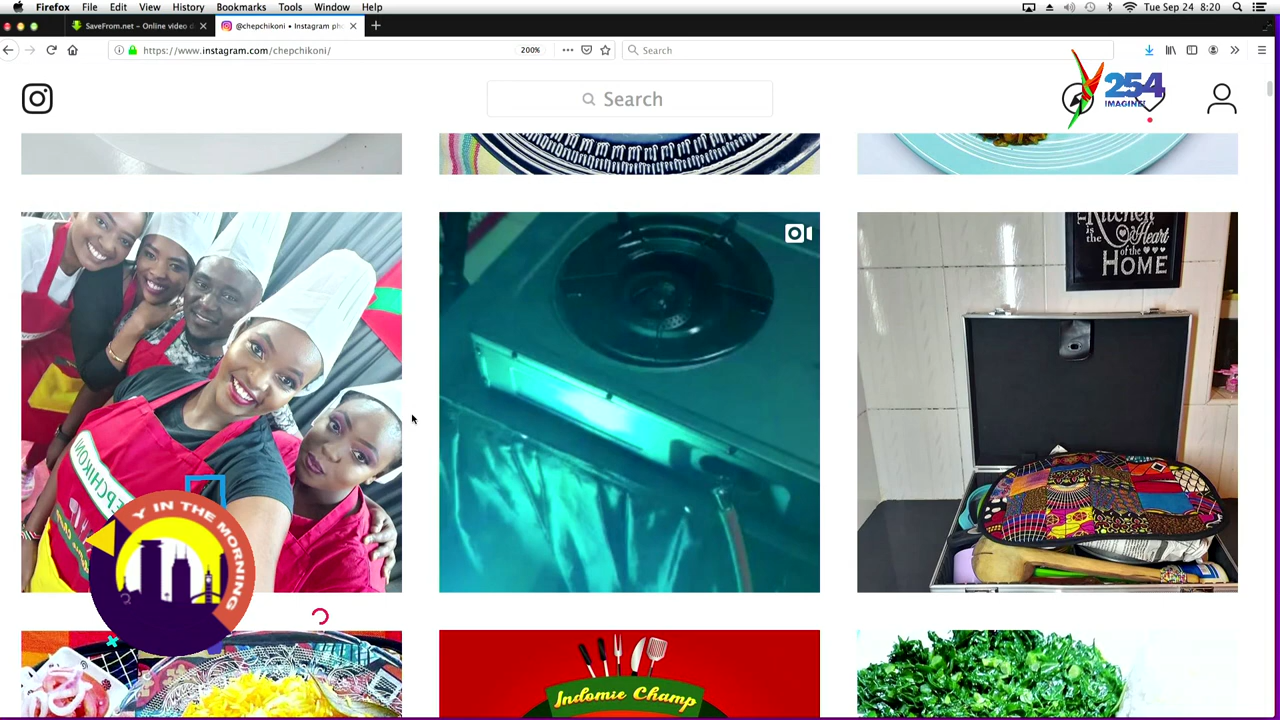 Firefox File Edit View History Bookmarks Tools Window Help
Tue Sep 24 8:20
SaveFrom.net – Online video d
@chepchikoni • Instagram ph
https://www.instagram.com/chepchikoni/
200%
Search
Search
254
IMAGINE!
Kitchen
is the
Heart
of the
HOME
EPCHIKONI
Y IN THE MORNING
Indomie Champ